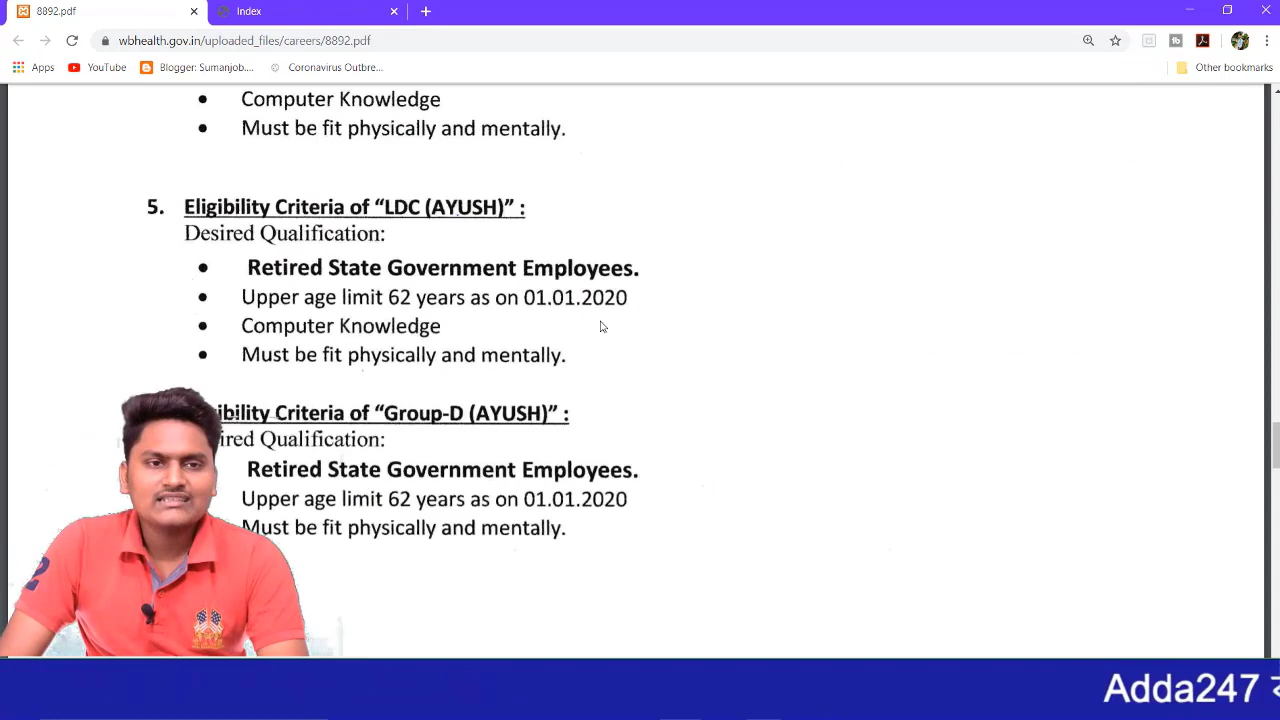 8892.pdf
Index
wbhealth.gov.in/uploaded_files/careers/8892.pdf
Apps
YouTube
Blogger: Sumanjob....
Coronavirus Outbre...
Other bookmarks
• Computer Knowledge
• Must be fit physically and mentally.
5. Eligibility Criteria of “LDC (AYUSH)” :
Desired Qualification:
• Retired State Government Employees.
• Upper age limit 62 years as on 01.01.2020
• Computer Knowledge
• Must be fit physically and mentally.
Criteria of “Group-D (AYUSH)” :
Qualification:
Retired State Government Employees.
Upper age limit 62 years as on 01.01.2020
Must be fit physically and mentally.
2
Adda247